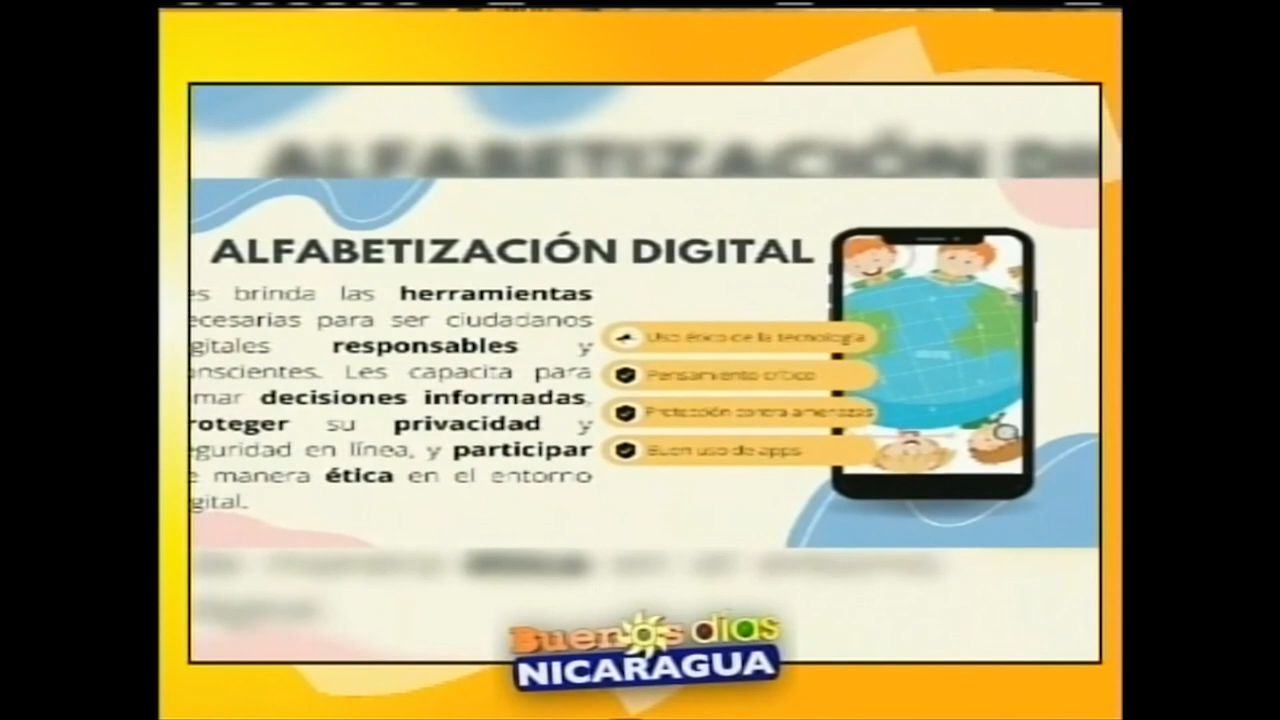 ALFABETIZACIÓN DIGITAL
es brinda las herramientas
ecesarias para ser ciudadanos
gitales responsables y
onscientes. Les capacita para
mar decisiones informadas,
roteger su privacidad y
eguridad en línea, y participar
e manera ética en el entorno
gital.
Uso ético de la tecnología
Pensamiento crítico
Protección contra amenazas
Buen uso de apps
Buenos días
NICARAGUA